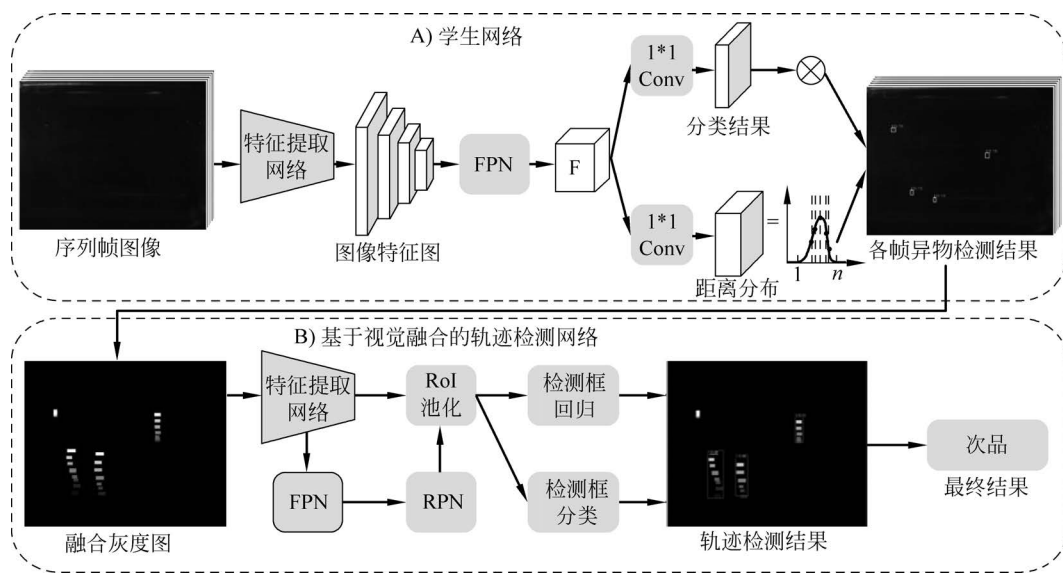 A) 学生网络
序列帧图像
特征提取
网络
图像特征图
FPN
F
1*1
Conv
分类结果
1*1
Conv
距离分布
=
1
n
各帧异物检测结果
B) 基于视觉融合的轨迹检测网络
融合灰度图
特征提取
网络
FPN
RPN
RoI
池化
检测框
回归
检测框
分类
轨迹检测结果
次品
最终结果